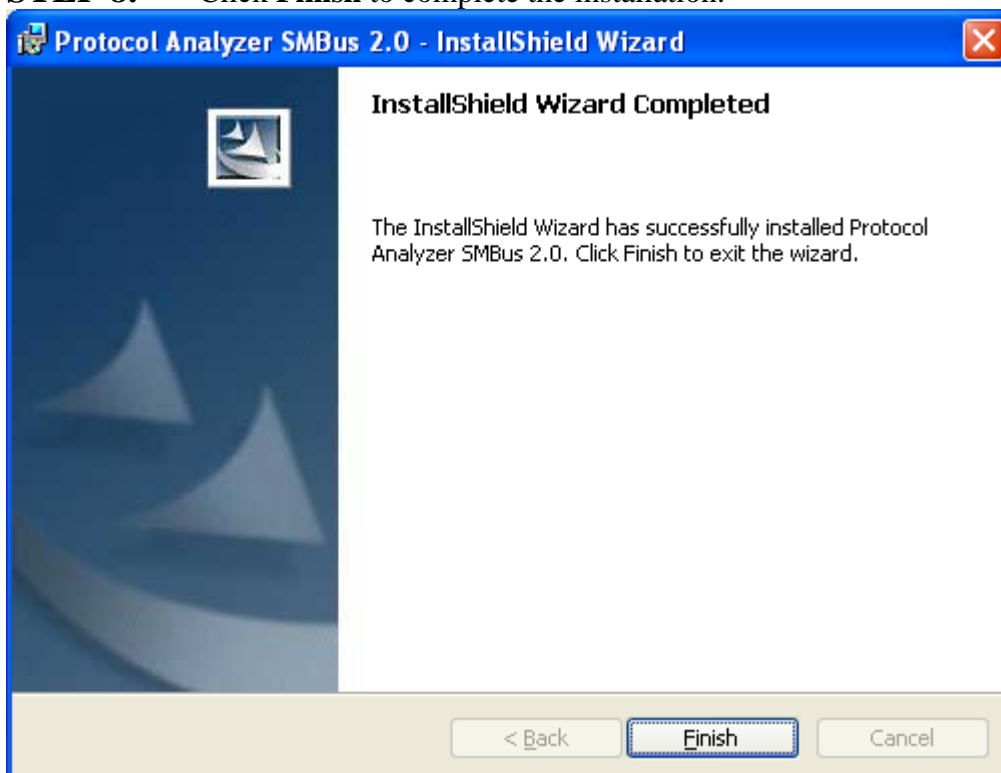 Click Finish to complete the installation.
Protocol Analyzer SMBus 2.0 - InstallShield Wizard
InstallShield Wizard Completed
The InstallShield Wizard has successfully installed Protocol
Analyzer SMBus 2.0. Click Finish to exit the wizard.
< Back Finish Cancel